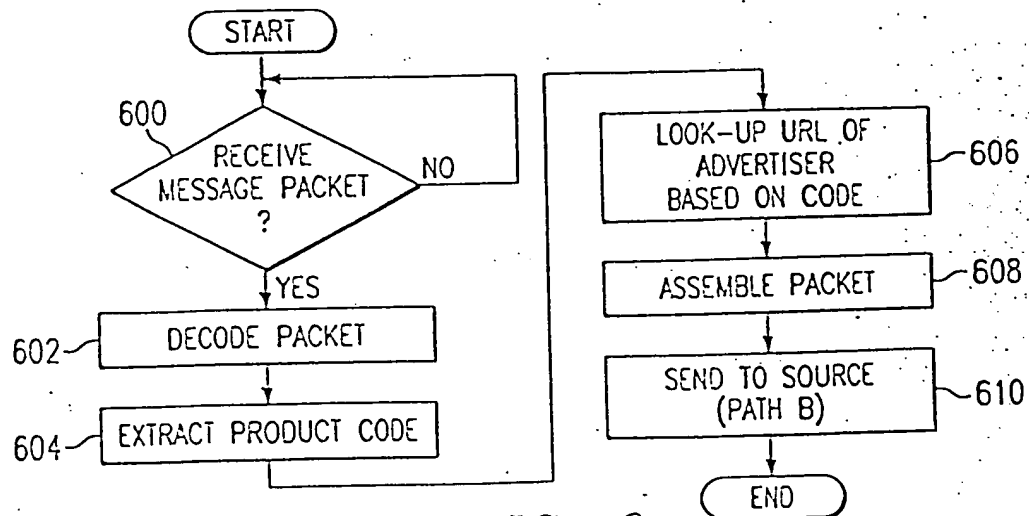 START
600
RECEIVE
MESSAGE PACKET
?
NO
YES
602
DECODE PACKET
604
EXTRACT PRODUCT CODE
LOOK-UP URL OF
ADVERTISER
BASED ON CODE
606
ASSEMBLE PACKET
608
SEND TO SOURCE
(PATH B)
610
END